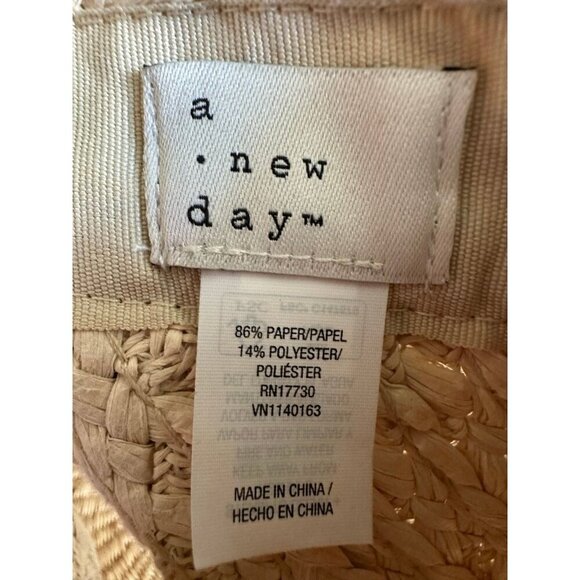 a
· new
day™
86% PAPER/PAPEL
14% POLYESTER/
POLIÉSTER
RN17730
VN1140163
MADE IN CHINA /
HECHO EN CHINA